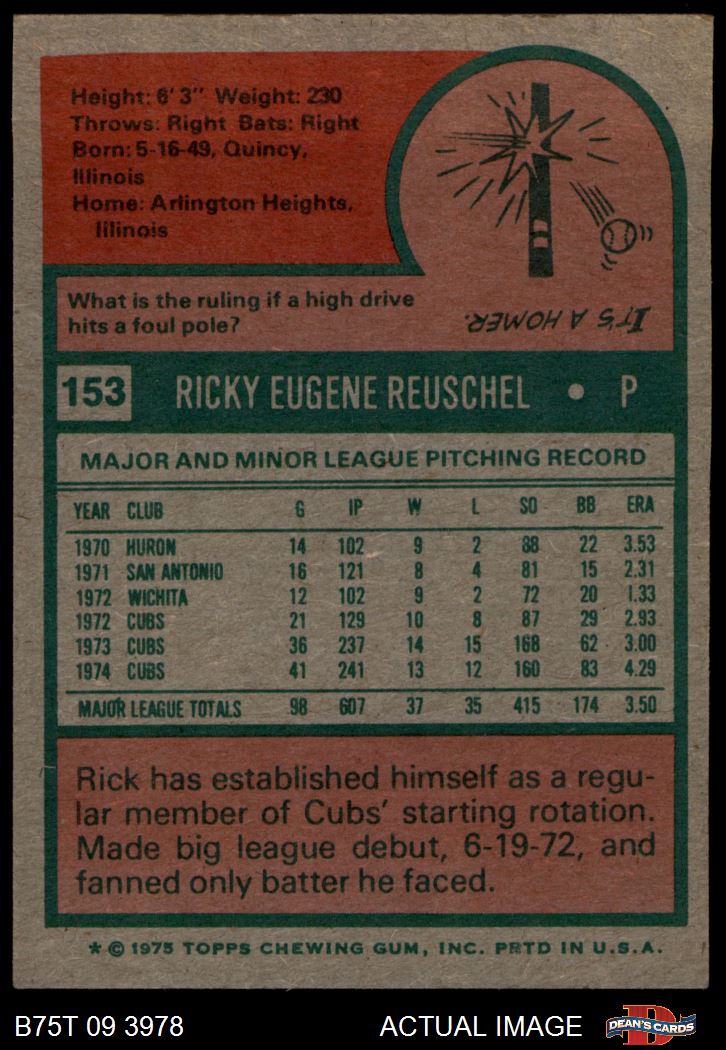 Height: 6' 3" Weight: 230
Throws: Right Bats: Right
Born: 5-16-49, Quincy,
Illinois
Home: Arlington Heights,
Illinois
What is the ruling if a high drive
hits a foul pole?
IT'S A HOMER.
153 RICKY EUGENE REUSCHEL • P
MAJOR AND MINOR LEAGUE PITCHING RECORD
YEAR CLUB G IP W L SO BB ERA
1970 HURON 14 102 9 2 88 22 3.53
1971 SAN ANTONIO 16 121 8 4 81 15 2.31
1972 WICHITA 12 102 9 2 72 20 1.33
1972 CUBS 21 129 10 8 87 29 2.93
1973 CUBS 36 237 14 15 168 62 3.00
1974 CUBS 41 241 13 12 160 83 4.29
MAJOR LEAGUE TOTALS 98 607 37 35 415 174 3.50
Rick has established himself as a regu-
lar member of Cubs' starting rotation.
Made big league debut, 6-19-72, and
fanned only batter he faced.
* © 1975 TOPPS CHEWING GUM, INC. PRTD IN U.S.A.
B75T 09 3978 ACTUAL IMAGE D DEAN'S CARDS